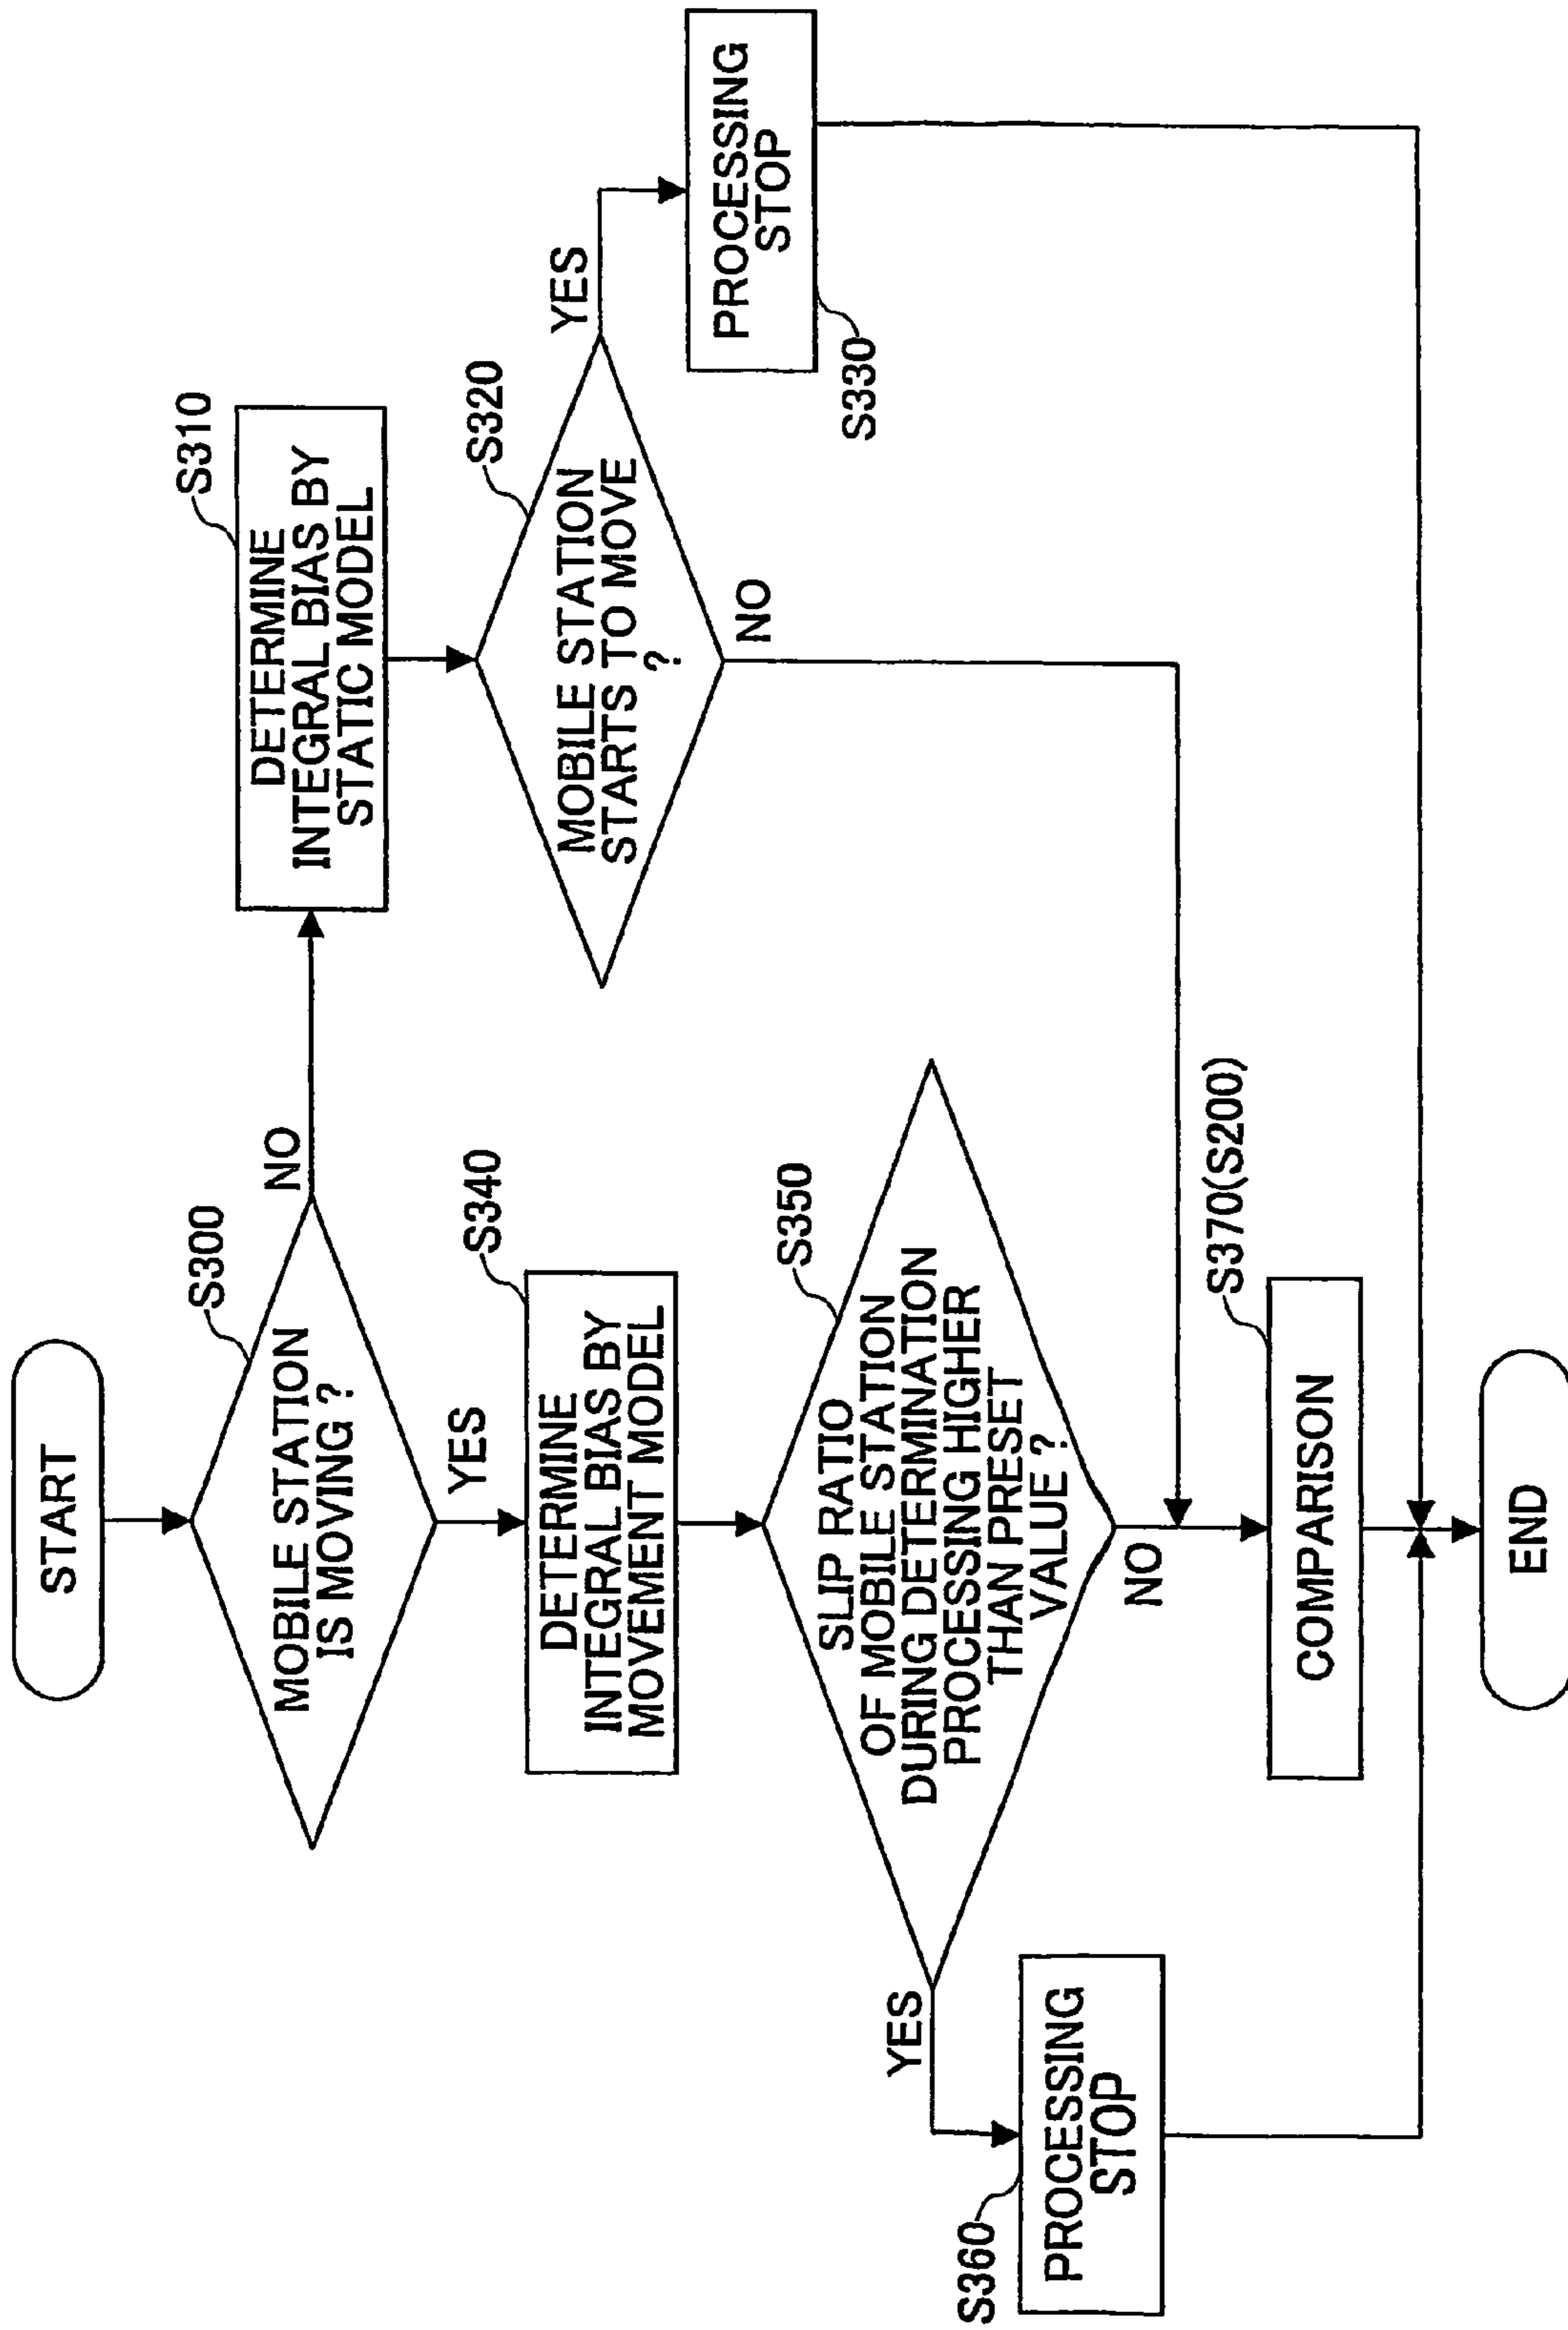 START
S300
MOBILE STATION
IS MOVING ?
NO
YES
S310
DETERMINE
INTEGRAL BIAS BY
STATIC MODEL
S320
MOBILE STATION
STARTS TO MOVE
?
YES
NO
PROCESSING
STOP
S330
S340
DETERMINE
INTEGRAL BIAS BY
MOVEMENT MODEL
S350
SLIP RATIO
OF MOBILE STATION
DURING DETERMINATION
PROCESSING HIGHER
THAN PRESET
VALUE ?
YES
NO
S360
PROCESSING
STOP
S370(S200)
COMPARISON
END